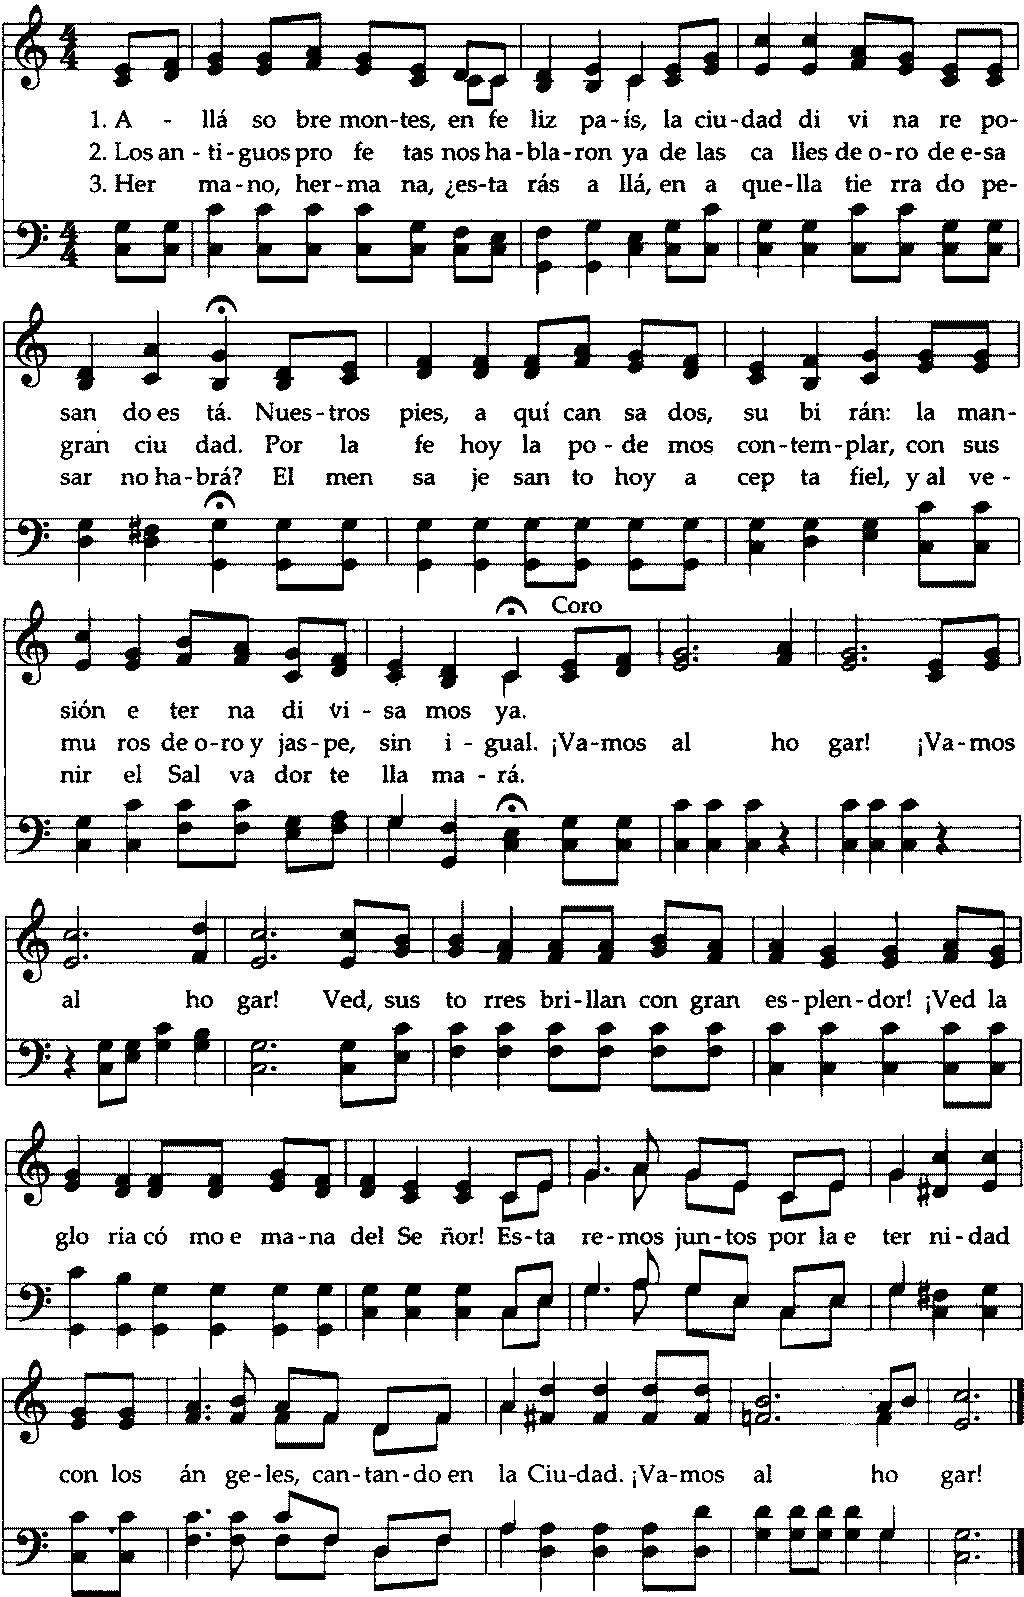 1. A - llá so bre mon-tes, en fe liz pa-ís, la ciu-dad di vi na re po-
2. Los an-ti-guos pro fe tas nos ha-bla-ron ya de las ca lles de o-ro de e-sa
3. Her mano, her-ma na, ¿es-ta rás a llá, en a que-lla tie rra do pe-
san do es tá. Nues-tros pies, a quí can sa dos, su bi rán: la man-
gran ciu dad. Por la fe hoy la po-de mos con-tem-plar, con sus
sar no ha-brá? El men sa je san to hoy a cep ta fiel, y al ve-
Coro
sión e ter na di vi-sa mos ya.
mu ros de o-ro y jas-pe, sin i-gual. ¡Va-mos al ho gar! ¡Va-mos
nir el Sal va dor te lla ma-rá.
al ho gar! Ved, sus to rres bri-llan con gran es-plen-dor! ¡Ved la
glo ria có mo e ma-na del Se ñor! Es-ta re-mos jun-tos por la e ter ni-dad
con los án ge-les, can-tan-do en la Ciu-dad. ¡Va-mos al ho gar!